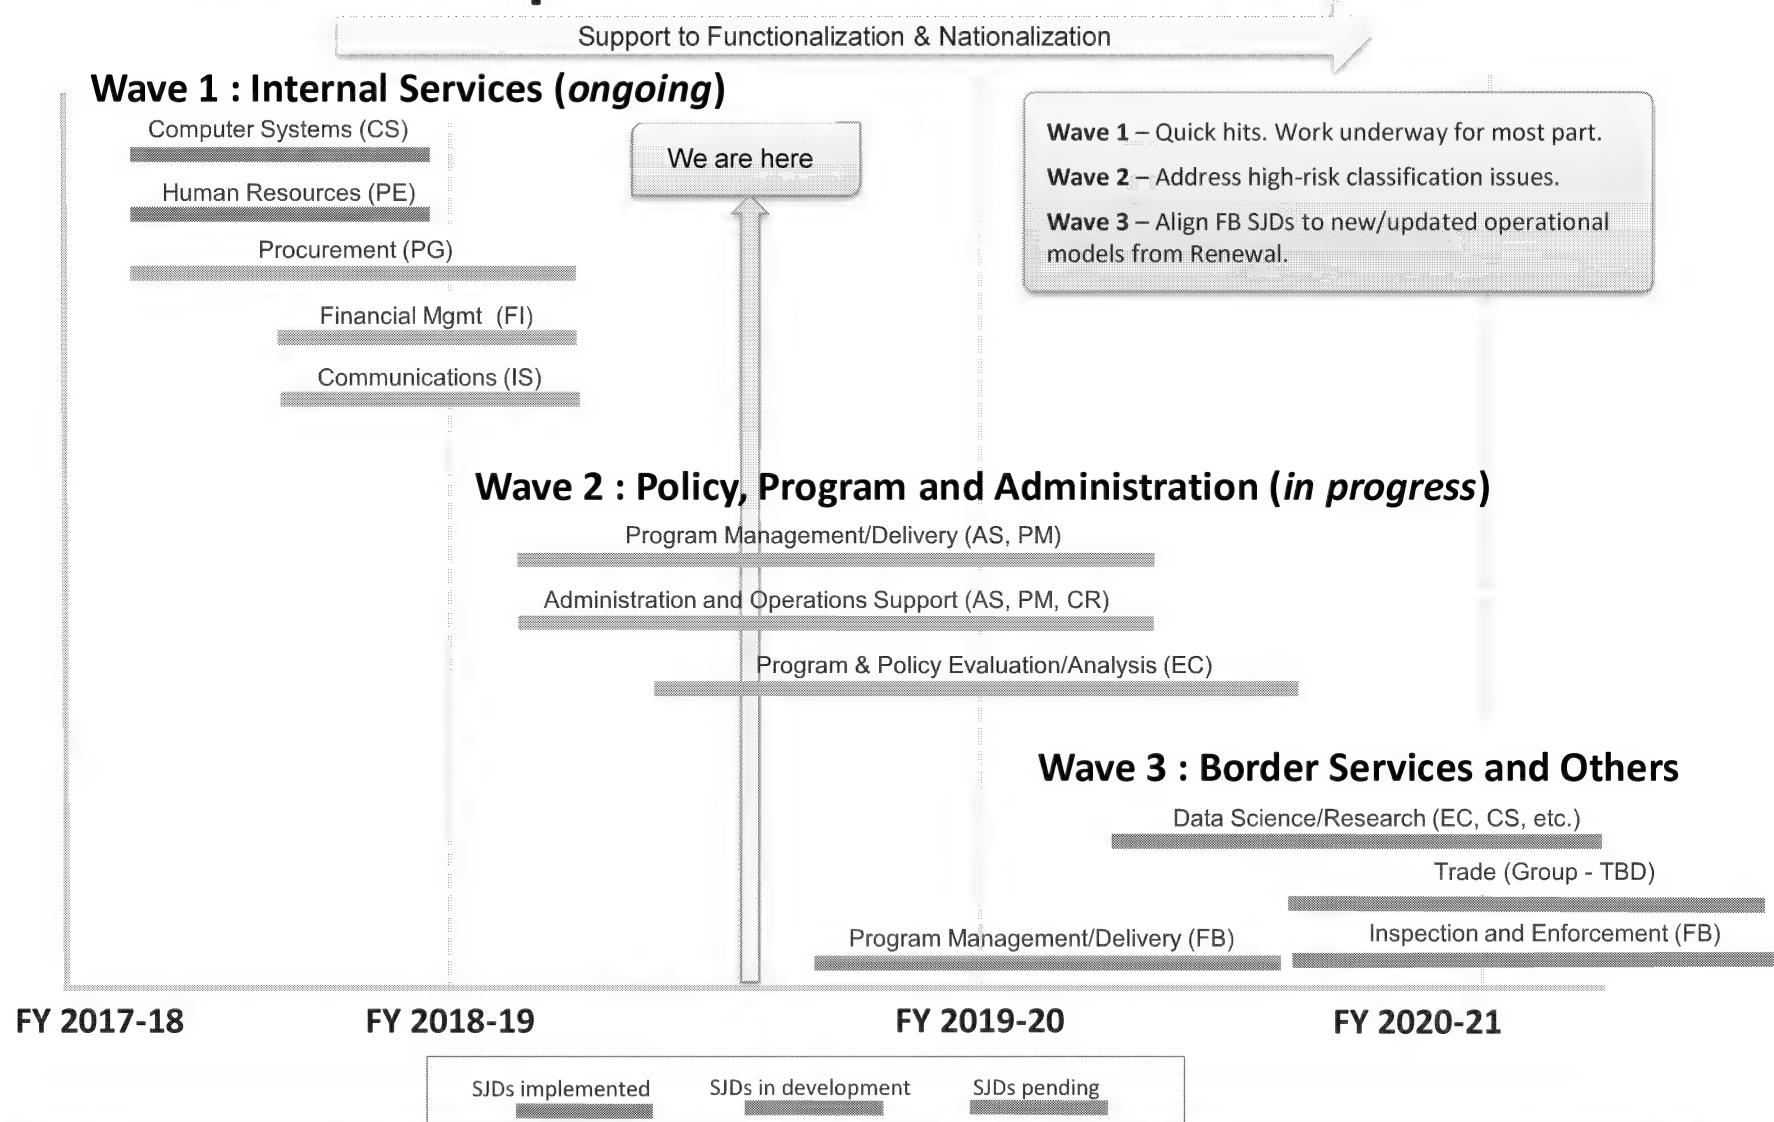 Support to Functionalization & Nationalization
Wave 1 : Internal Services (ongoing)
Computer Systems (CS)
Human Resources (PE)
Procurement (PG)
Financial Mgmt (FI)
Communications (IS)
We are here
Wave 1 – Quick hits. Work underway for most part.
Wave 2 – Address high-risk classification issues.
Wave 3 – Align FB SJDs to new/updated operational
models from Renewal.
Wave 2 : Policy, Program and Administration (in progress)
Program Management/Delivery (AS, PM)
Administration and Operations Support (AS, PM, CR)
Program & Policy Evaluation/Analysis (EC)
Wave 3 : Border Services and Others
Data Science/Research (EC, CS, etc.)
Trade (Group - TBD)
Inspection and Enforcement (FB)
Program Management/Delivery (FB)
FY 2017-18
FY 2018-19
FY 2019-20
FY 2020-21
SJDs implemented
SJDs in development
SJDs pending